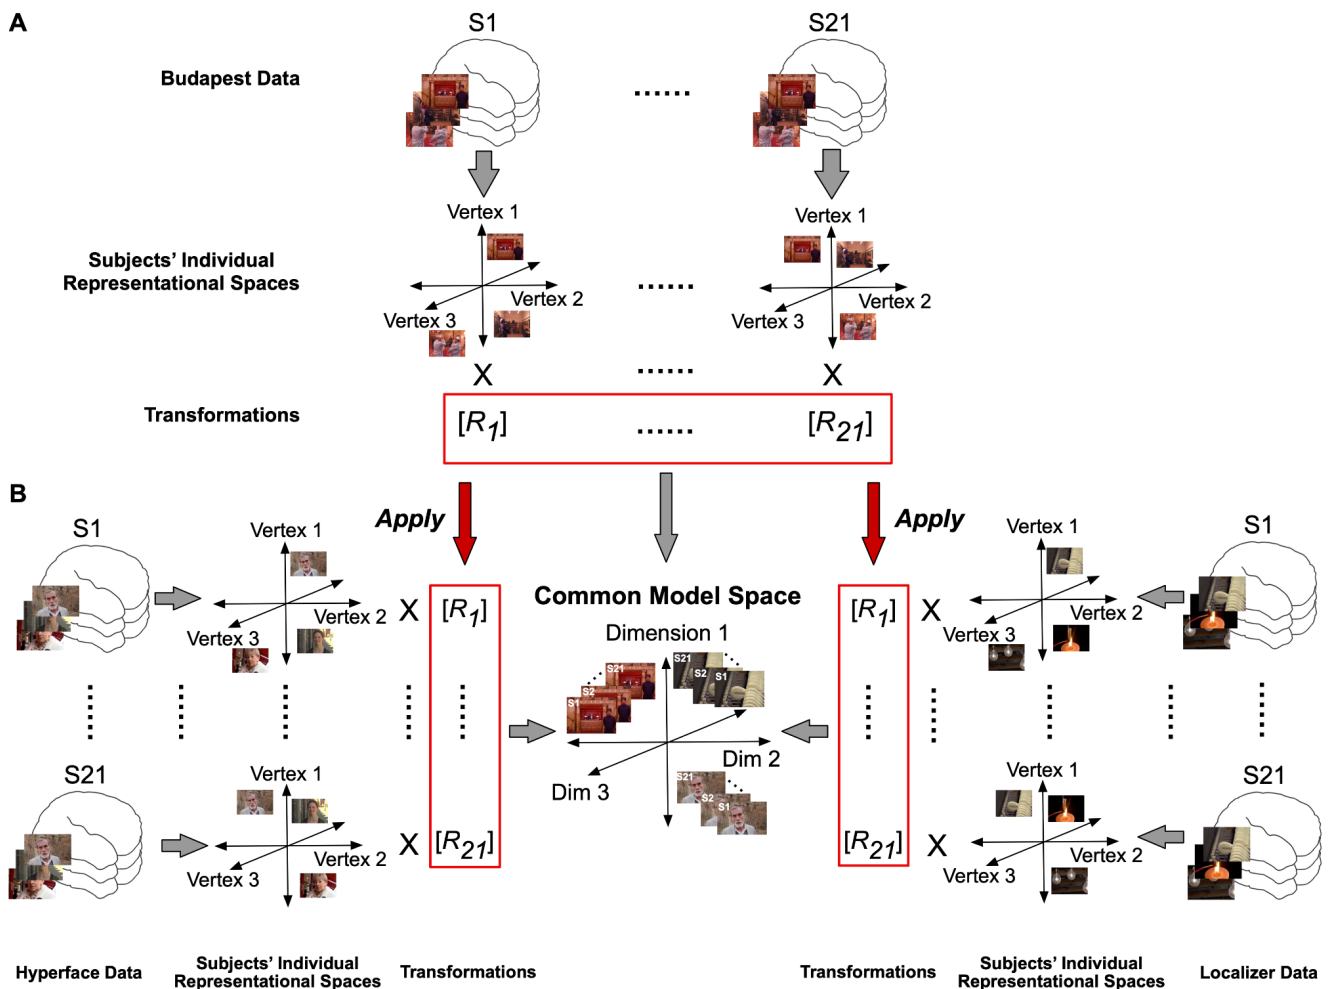 A
S1
S21
Budapest Data
......
Vertex 1
Vertex 1
Subjects' Individual
Representational Spaces
......
Vertex 2
Vertex 2
Vertex 3
Vertex 3
X
......
X
Transformations
[R1]
......
[R21]
B
Apply
Apply
S1
Vertex 1
Vertex 1
S1
Common Model Space
X
[R1]
[R1]
X
Vertex 2
Vertex 2
Vertex 3
Vertex 3
Dimension 1
S21
S2
S1
S21
S2
S1
Dim 2
Dim 3
S21
S2
S1
S21
Vertex 1
Vertex 1
S21
X
[R21]
[R21]
X
Vertex 2
Vertex 2
Vertex 3
Vertex 3
Hyperface Data
Subjects' Individual
Representational Spaces
Transformations
Transformations
Subjects' Individual
Representational Spaces
Localizer Data